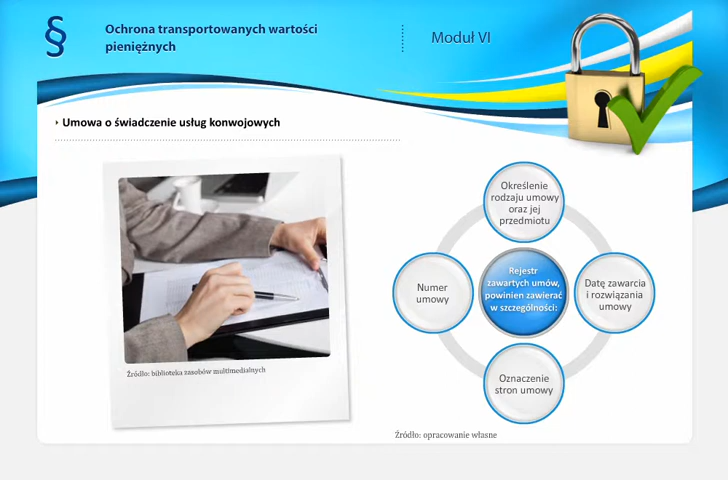 §
Ochrona transportowanych wartości
pieniężnych
Moduł VI
Umowa o świadczenie usług konwojowych
Określenie
rodzaju umowy
oraz jej
przedmiotu
Numer
umowy
Rejestr
zawartych umów,
powinien zawierać
w szczególności:
Datę zawarcia
i rozwiązania
umowy
Oznaczenie
stron umowy
Źródło: biblioteka zasobów multimedialnych
Źródło: opracowanie własne